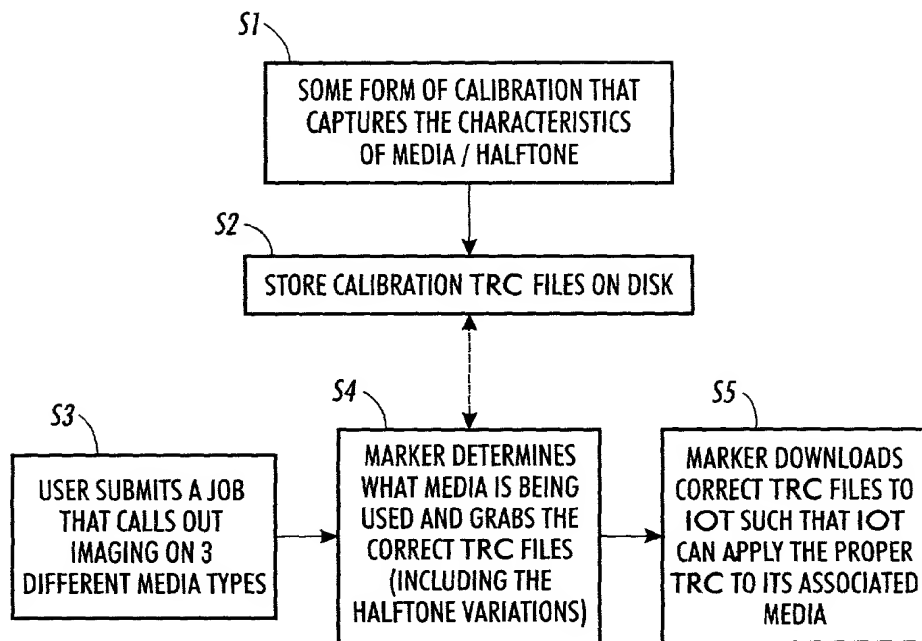 S1
SOME FORM OF CALIBRATION THAT
CAPTURES THE CHARACTERISTICS
OF MEDIA / HALFTONE
S2
STORE CALIBRATION TRC FILES ON DISK
S3
USER SUBMITS A JOB
THAT CALLS OUT
IMAGING ON 3
DIFFERENT MEDIA TYPES
S4
MARKER DETERMINES
WHAT MEDIA IS BEING
USED AND GRABS THE
CORRECT TRC FILES
(INCLUDING THE
HALFTONE VARIATIONS)
S5
MARKER DOWNLOADS
CORRECT TRC FILES TO
IOT SUCH THAT IOT
CAN APPLY THE PROPER
TRC TO ITS ASSOCIATED
MEDIA